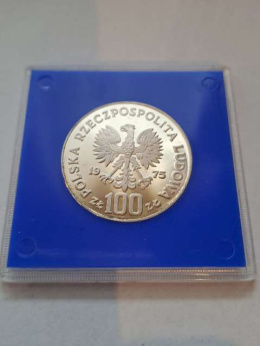 POLSKA RZECZPOSPOLITA LUDOWA
19 75
zł 100 zł